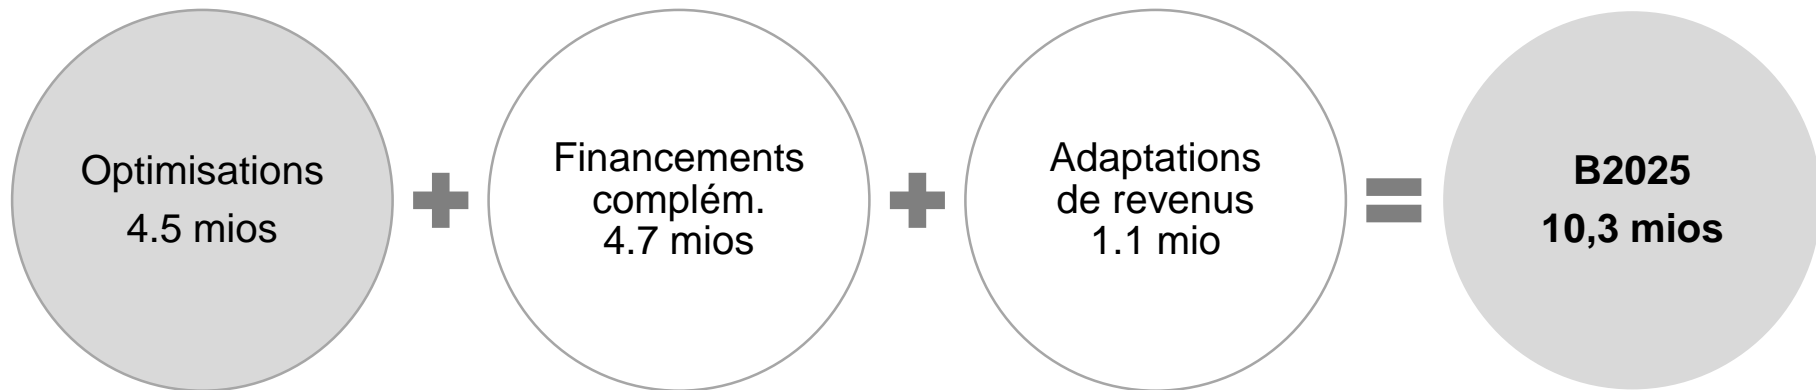 Optimisations
4.5 mios
Financements
complém.
4.7 mios
Adaptations
de revenus
1.1 mio
B2025
10,3 mios